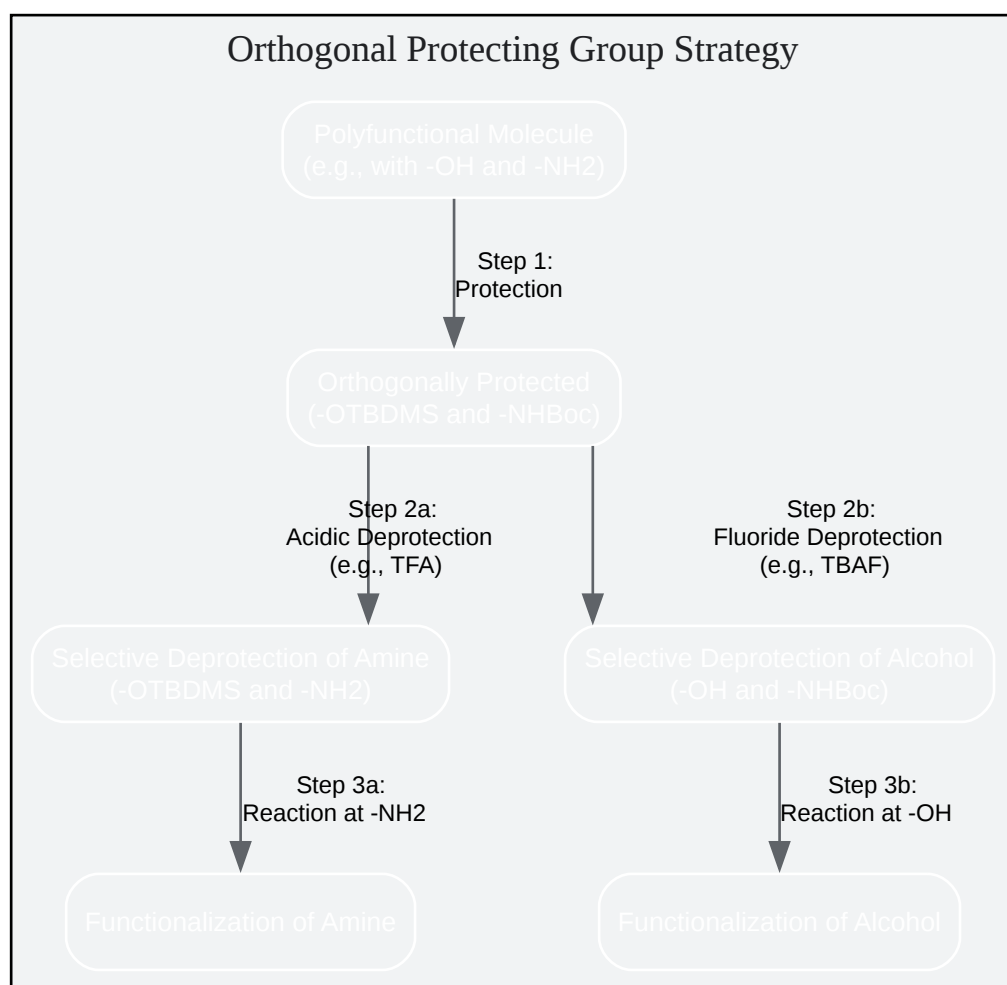 Orthogonal Protecting Group Strategy
Polyfunctional Molecule
(e.g., with -OH and -NH2)
Step 1:
Protection
Orthogonally Protected
(-OTBDMS and -NHBoc)
Step 2a:
Acidic Deprotection
(e.g., TFA)
Step 2b:
Fluoride Deprotection
(e.g., TBAF)
Selective Deprotection of Amine
(-OTBDMS and -NH2)
Selective Deprotection of Alcohol
(-OH and -NHBoc)
Step 3a:
Reaction at -NH2
Step 3b:
Reaction at -OH
Functionalization of Amine
Functionalization of Alcohol